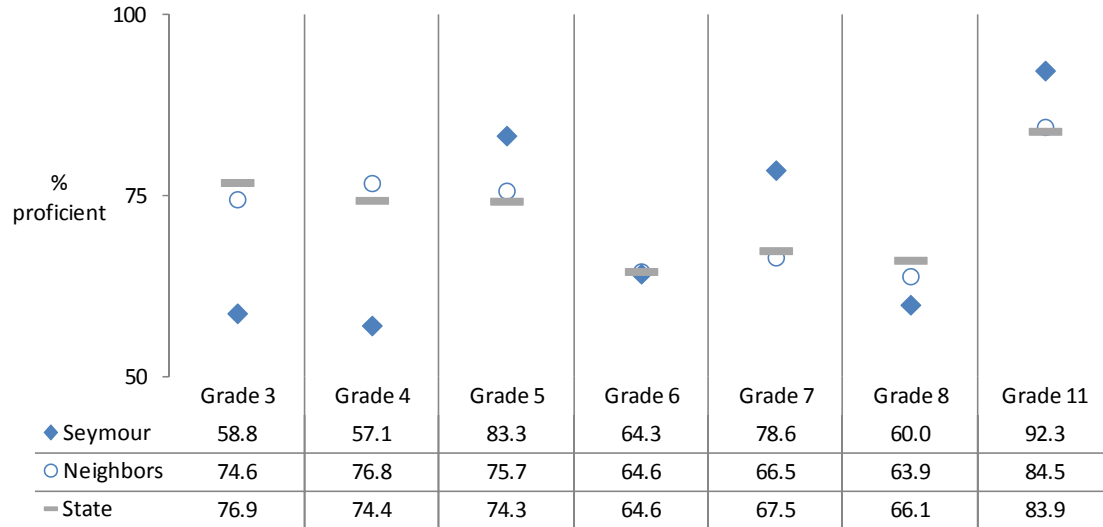 100
75
%
proficient
50
Grade 3 Grade 4 Grade 5 Grade 6 Grade 7 Grade 8 Grade 11
Seymour 58.8 57.1 83.3 64.3 78.6 60.0 92.3
Neighbors 74.6 76.8 75.7 64.6 66.5 63.9 84.5
State 76.9 74.4 74.3 64.6 67.5 66.1 83.9